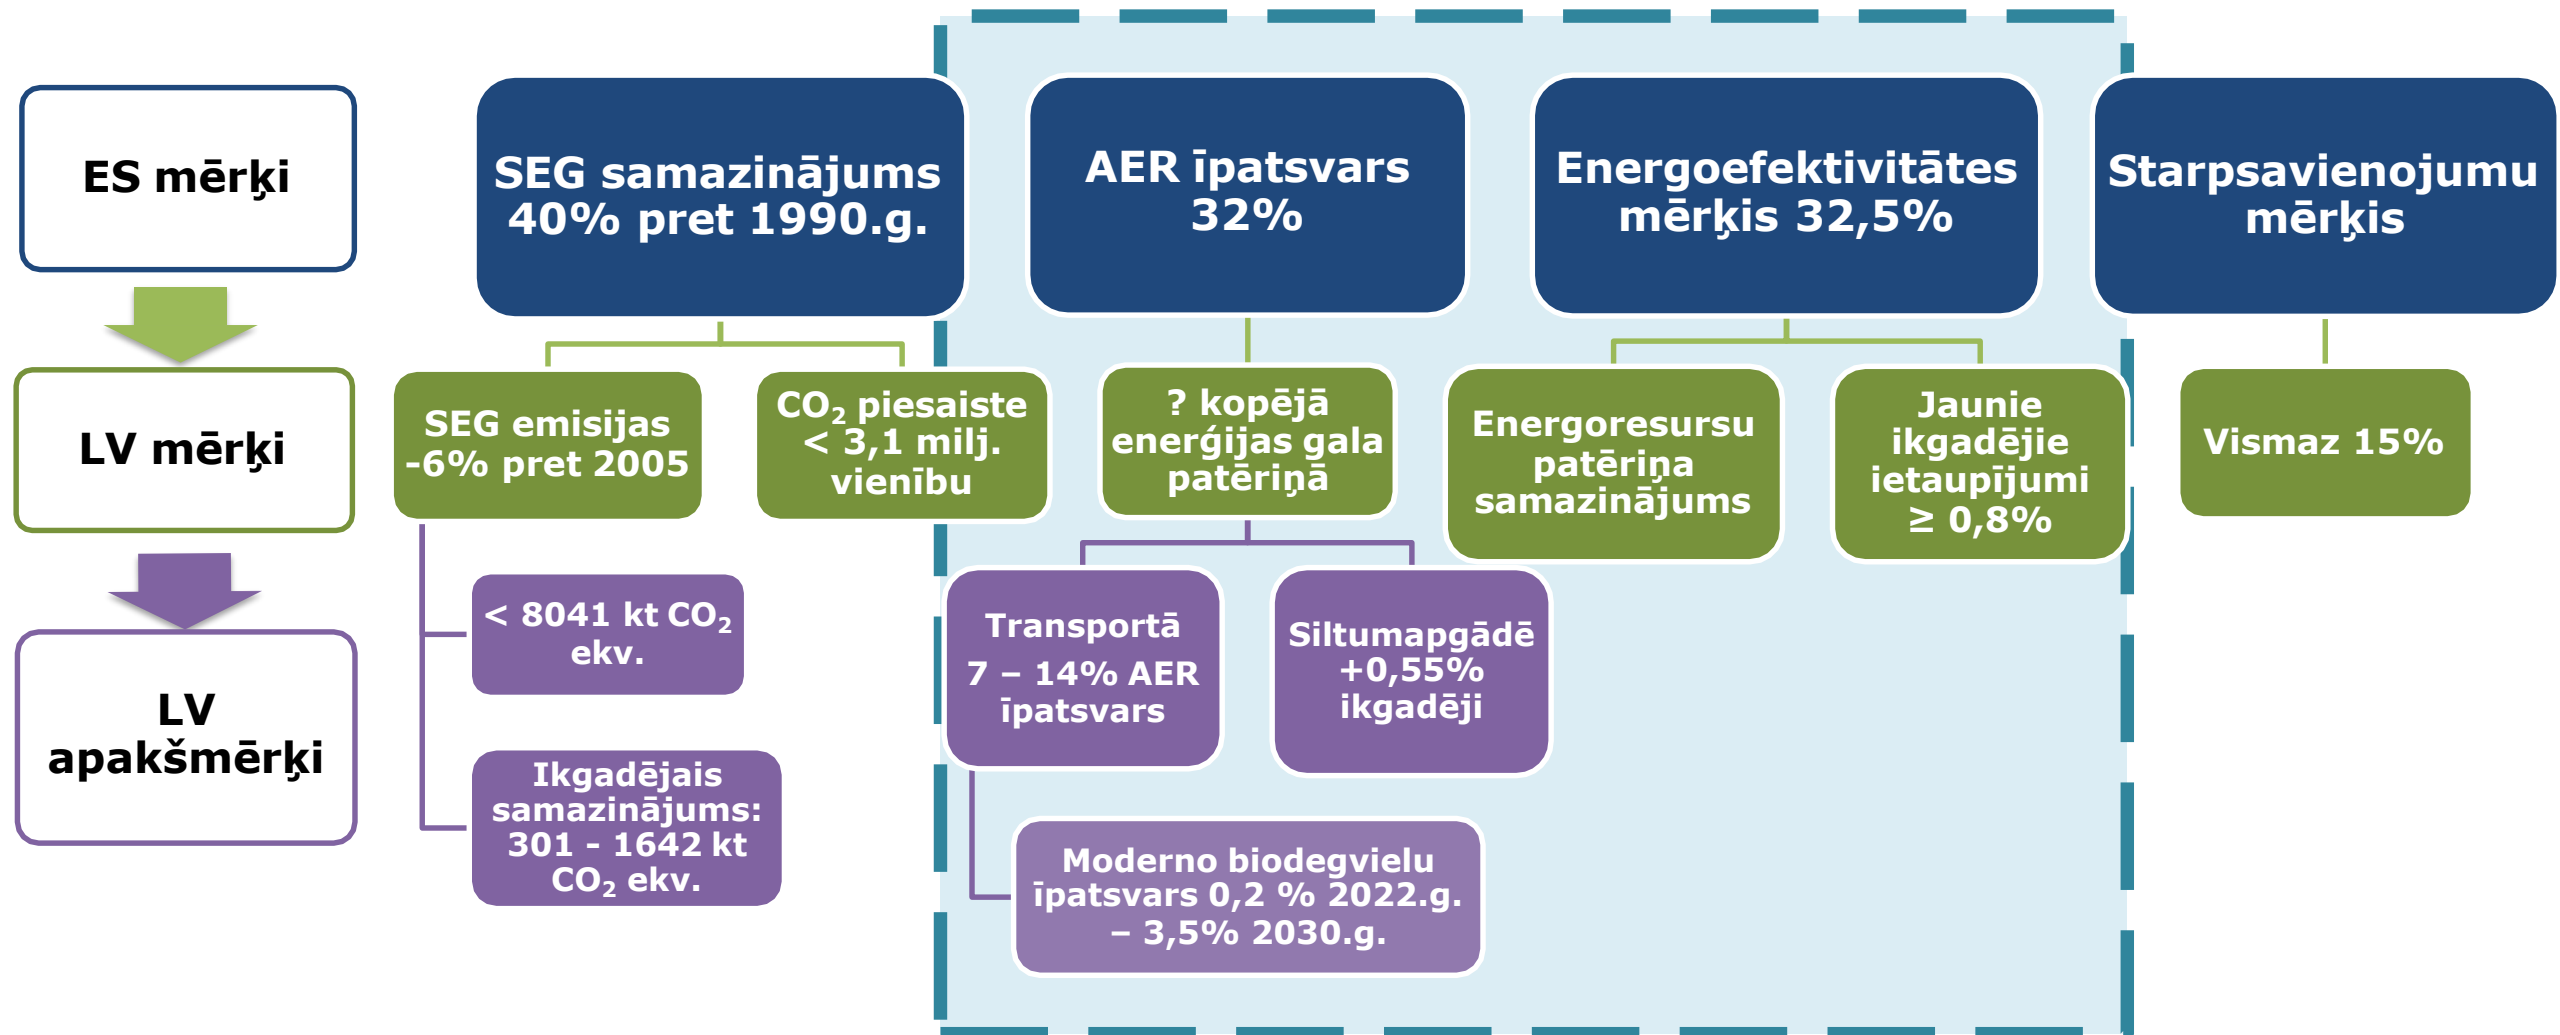 ES mērķi
SEG samazinājums
40% pret 1990.g.
AER īpatsvars
32%
Energoefektivitātes
mērķis 32,5%
Starpsavienojumu
mērķis
LV mērķi
SEG emisijas
-6% pret 2005
CO₂ piesaiste
< 3,1 milj.
vienību
? kopējā
enerģijas gala
patēriņā
Energoresursu
patēriņa
samazinājums
Jaunie
ikgadējie
ietaupījumi
≥ 0,8%
Vismaz 15%
LV
apakšmērķi
< 8041 kt CO₂
ekv.
Ikgadējais
samazinājums:
301 - 1642 kt
CO₂ ekv.
Transportā
7 – 14% AER
īpatsvars
Siltumapgādē
+0,55%
ikgadēji
Moderno biodegvielu
īpatsvars 0,2 % 2022.g.
– 3,5% 2030.g.